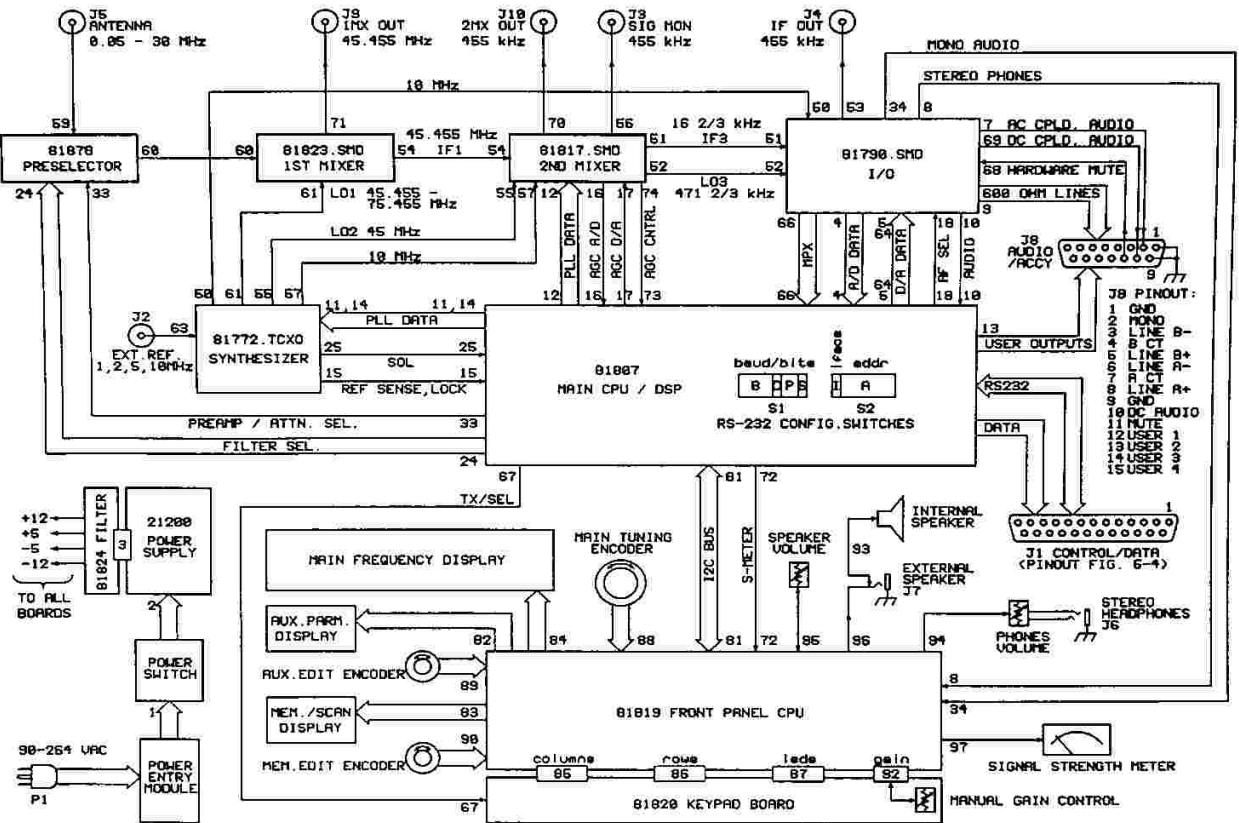 J5
ANTENNA
0.05 - 30 MHz
J9
1MX OUT
45.455 MHz
J10
2MX OUT
455 kHz
J3
SIG MON
455 kHz
J4
IF OUT
455 kHz
MONO AUDIO
STEREO PHONES
10 MHz
59
71
70
56
50
53
34
8
81878
PRESELECTOR
60
60
81823.SMD
1ST MIXER
54
45.455 MHz
IF1
54
81817.SMD
2ND MIXER
61
16 2/3 kHz
IF3
51
52
LO3
471 2/3 kHz
52
81790.SMD
I/O
7 AC CPLD. AUDIO
69 DC CPLD. AUDIO
68 HARDWARE MUTE
600 OHM LINES
9
24
33
61
LO1 45.455 -
75.455 MHz
55
57
12
16
17
74
66
4
5
64
18
10
LO2 45 MHz
10 MHz
PLL DATA
AGC A/D
AGC D/A
AGC CNTRL
MPX
A/D DATA
D/A DATA
RF SEL
AUDIO
J8
AUDIO
/ACCY
1
9
50
61
55
57
12
16
17
73
66
4
64
5
18
10
J2
63
EXT.REF.
1,2,5,10MHz
81772.TCXO
SYNTHESIZER
11,14
11,14
PLL DATA
25
SOL
25
15
REF SENSE,LOCK
15
PREAMP / ATTN. SEL.
33
FILTER SEL.
24
81807
MAIN CPU / DSP
baud/bits
B D P S
S1
iface
addr
I A
S2
RS-232 CONFIG.SWITCHES
13
USER OUTPUTS
RS232
DATA
J8 PINOUT:
1 GND
2 MONO
3 LINE B-
4 B CT
5 LINE B+
6 LINE A-
7 A CT
8 LINE A+
9 GND
10 DC AUDIO
11 MUTE
12 USER 1
13 USER 2
14 USER 3
15 USER 4
67
TX/SEL
81
72
I2C BUS
S-METER
1
J1 CONTROL/DATA
(PINOUT FIG. 6-4)
+12
+5
-5
-12
TO ALL
BOARDS
81824 FILTER
3
21200
POWER
SUPPLY
2
POWER
SWITCH
1
90-264 VAC
P1
POWER
ENTRY
MODULE
MAIN FREQUENCY DISPLAY
MAIN TUNING
ENCODER
SPEAKER
VOLUME
INTERNAL
SPEAKER
93
EXTERNAL
SPEAKER
J7
STEREO
HEADPHONES
J6
PHONES
VOLUME
AUX.PARM.
DISPLAY
82
84
88
81
72
95
96
94
AUX.EDIT ENCODER
89
MEM./SCAN
DISPLAY
83
MEM.EDIT ENCODER
90
81819 FRONT PANEL CPU
8
34
97
SIGNAL STRENGTH METER
columns
85
rows
86
leds
87
gain
92
67
81820 KEYPAD BOARD
MANUAL GAIN CONTROL